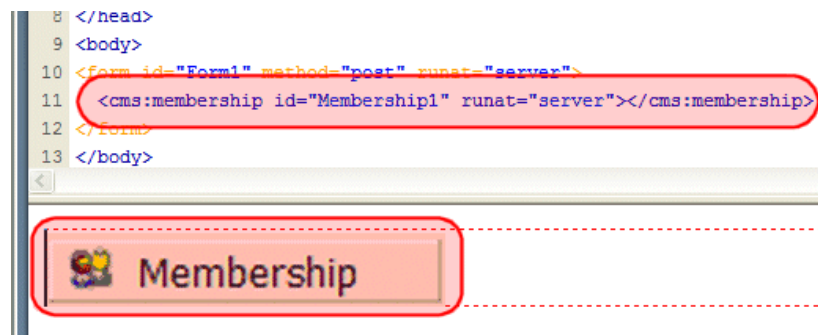 8 </head>
9 <body>
10 <form id="Form1" method="post" runat="server">
11 <cms:membership id="Membership1" runat="server"></cms:membership>
12 </form>
13 </body>
Membership